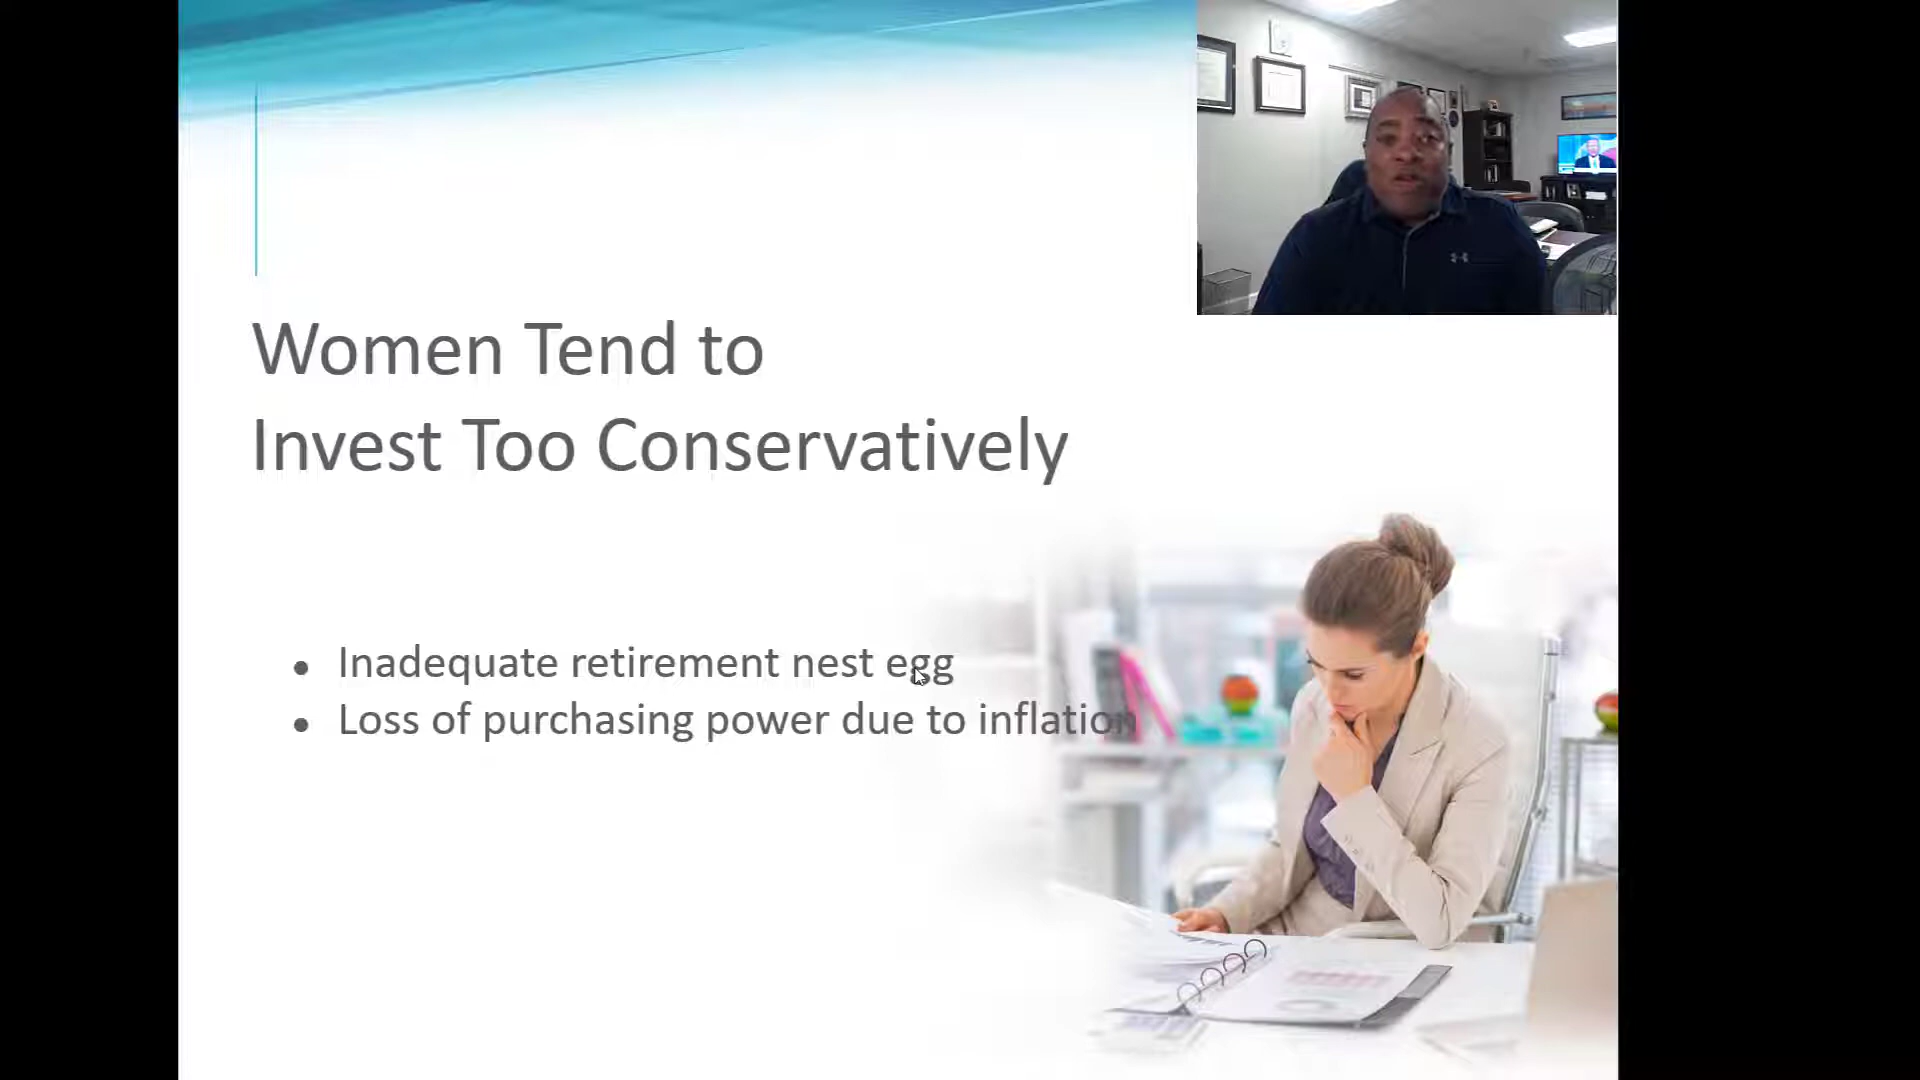 Women Tend to
Invest Too Conservatively
● Inadequate retirement nest egg
● Loss of purchasing power due to inflation